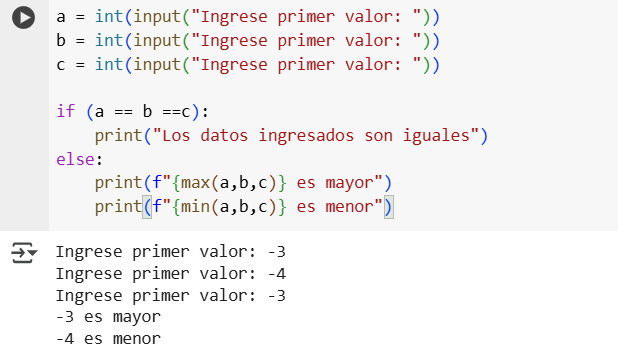 a = int(input("Ingrese primer valor: "))
b = int(input("Ingrese primer valor: "))
c = int(input("Ingrese primer valor: "))
if (a == b ==c):
    print("Los datos ingresados son iguales")
else:
    print(f"{max(a,b,c)} es mayor")
    print(f"{min(a,b,c)} es menor")
Ingrese primer valor: -3
Ingrese primer valor: -4
Ingrese primer valor: -3
-3 es mayor
-4 es menor